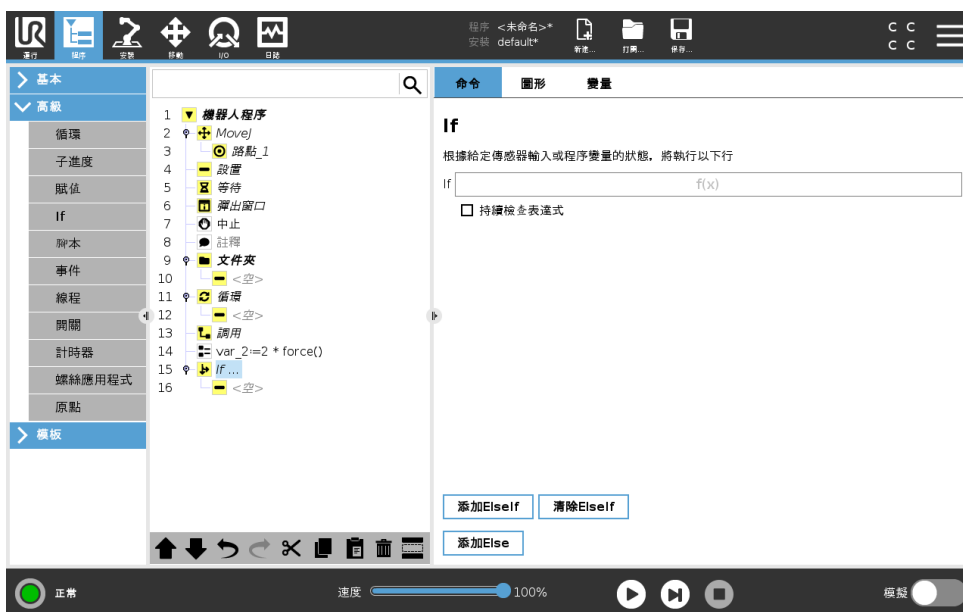 UR
運行
程序
安裝
移動
I/O
日誌
程序 <未命名>*
安裝 default*
新建...
打開...
保存...
C C
C C
基本
高級
循環
子進度
賦值
If
腳本
事件
線程
開關
計時器
螺絲應用程式
原點
模板
1 機器人程序
2 MoveJ
3 路點_1
4 設置
5 等待
6 彈出窗口
7 中止
8 註釋
9 文件夾
10 <空>
11 循環
12 <空>
13 調用
14 var_2:=2 * force()
15 If ...
16 <空>
命令 圖形 變量
If
根據給定傳感器輸入或程序變量的狀態，將執行以下行
If f(x)
持續檢查表達式
添加ElseIf 清除ElseIf
添加Else
正常
速度 100%
模擬